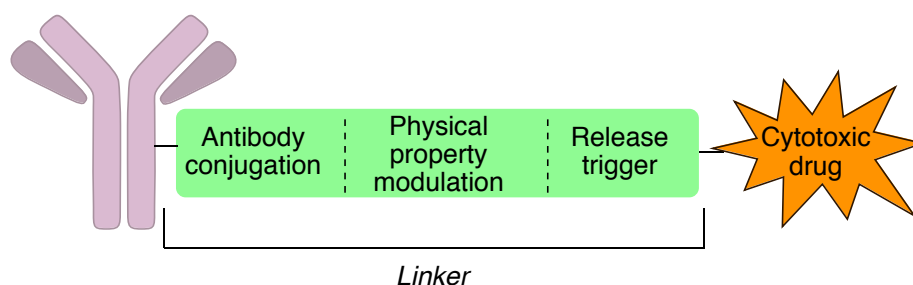 Antibody
conjugation
Physical
property
modulation
Release
trigger
Cytotoxic
drug
Linker